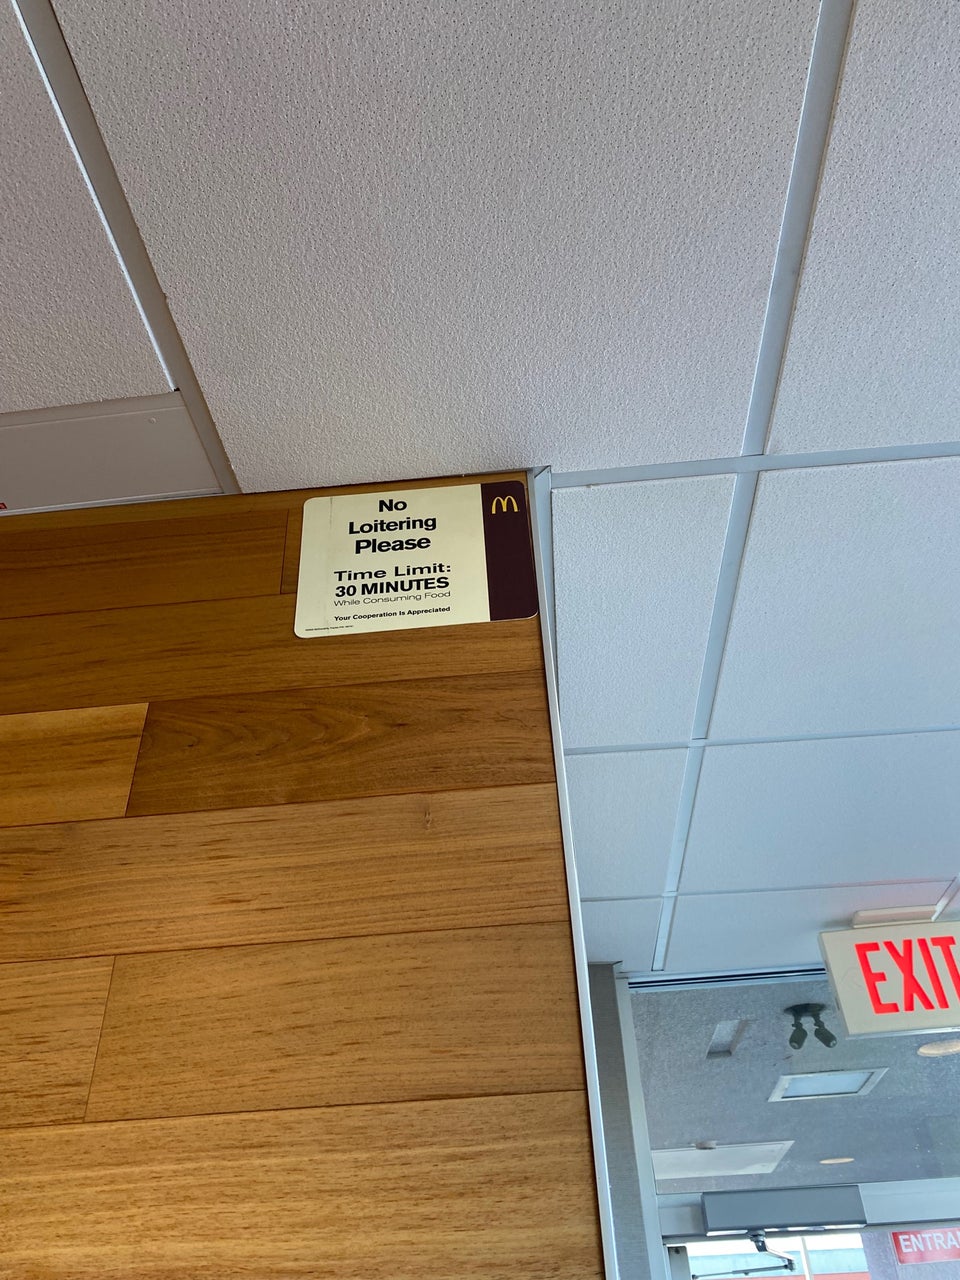 No
Loitering
Please
Time Limit:
30 MINUTES
While Consuming Food
Your Cooperation Is Appreciated
EXIT
ENTRA